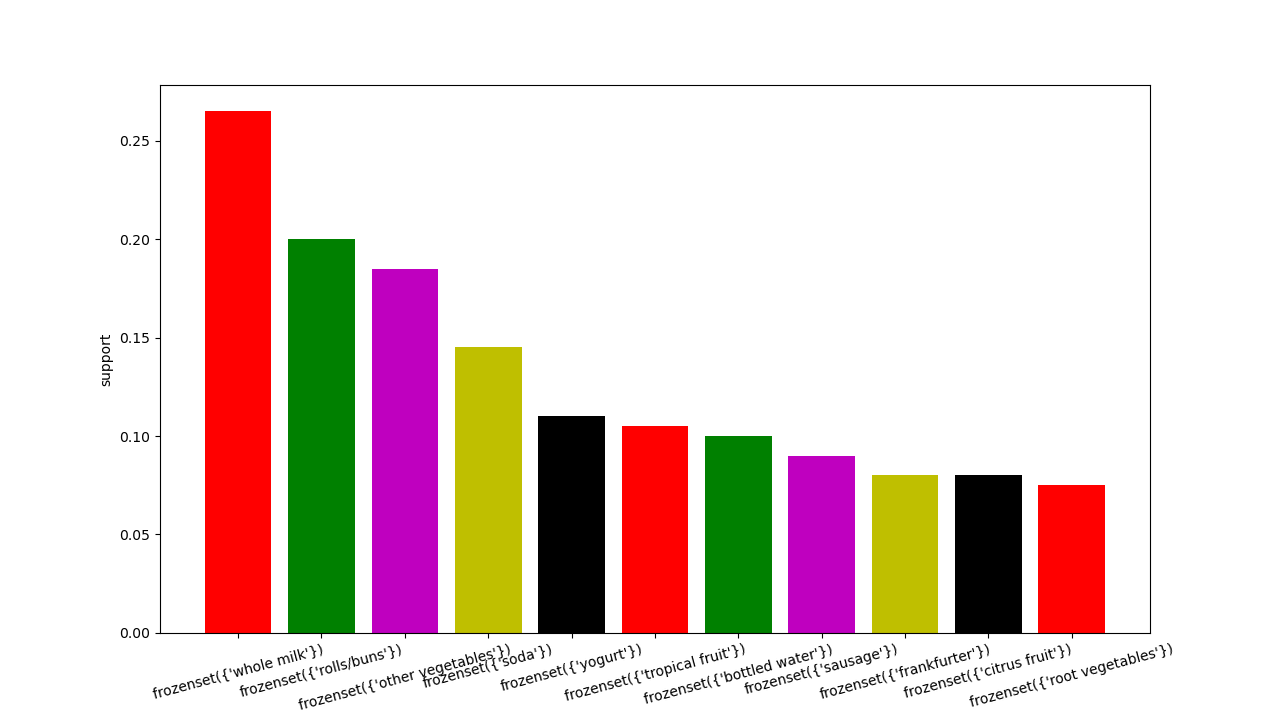 0.25
0.20
0.15
0.10
0.05
0.00
support
frozenset({'whole milk'})
frozenset({'rolls/buns'})
frozenset({'other vegetables'})
frozenset({'soda'})
frozenset({'yogurt'})
frozenset({'tropical fruit'})
frozenset({'bottled water'})
frozenset({'sausage'})
frozenset({'frankfurter'})
frozenset({'citrus fruit'})
frozenset({'root vegetables'})